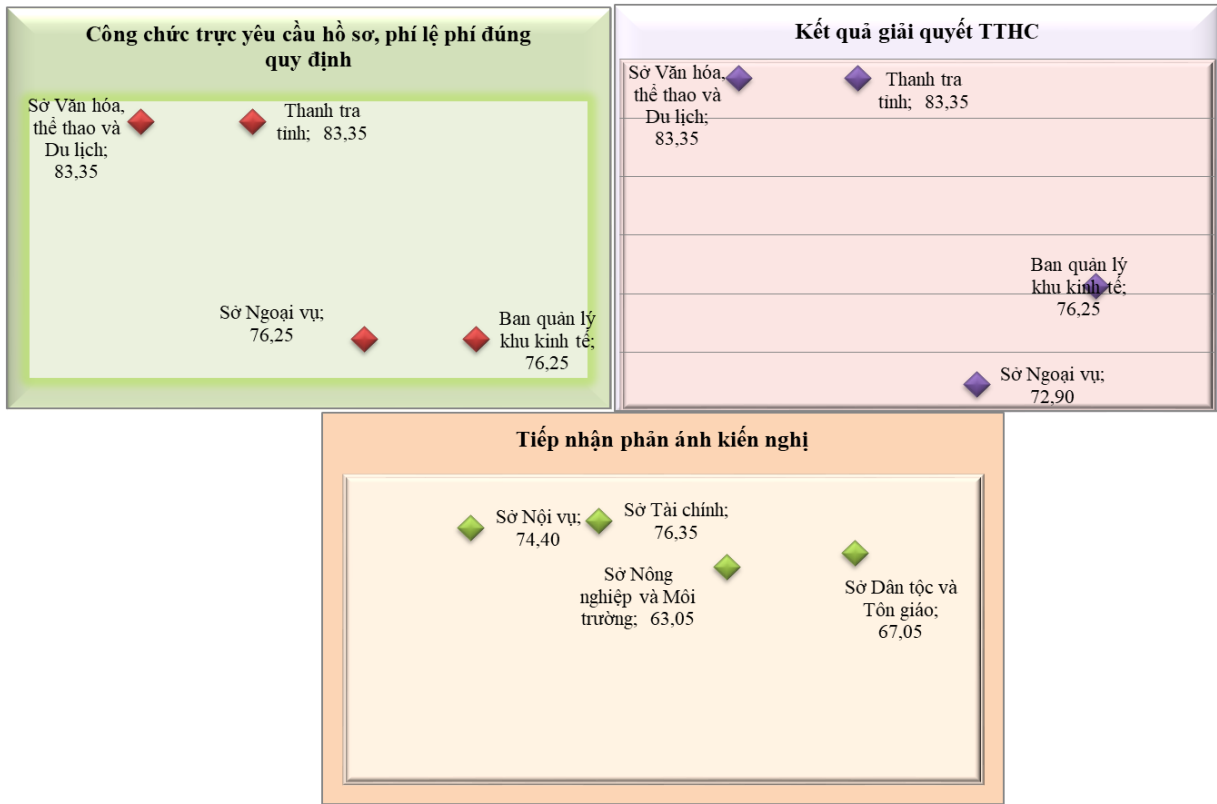 Công chức trực yêu cầu hồ sơ, phí lệ phí đúng
quy định
Sở Văn hóa,
thể thao và
Du lịch;
83,35
Thanh tra
tỉnh; 83,35
Sở Ngoại vụ;
76,25
Ban quản lý
khu kinh tế;
76,25
Kết quả giải quyết TTHC
Sở Văn hóa,
thể thao và
Du lịch;
83,35
Thanh tra
tỉnh; 83,35
Ban quản lý
khu kinh tế;
76,25
Sở Ngoại vụ;
72,90
Tiếp nhận phản ánh kiến nghị
Sở Nội vụ;
74,40
Sở Tài chính;
76,35
Sở Nông
nghiệp và Môi
trường; 63,05
Sở Dân tộc và
Tôn giáo;
67,05